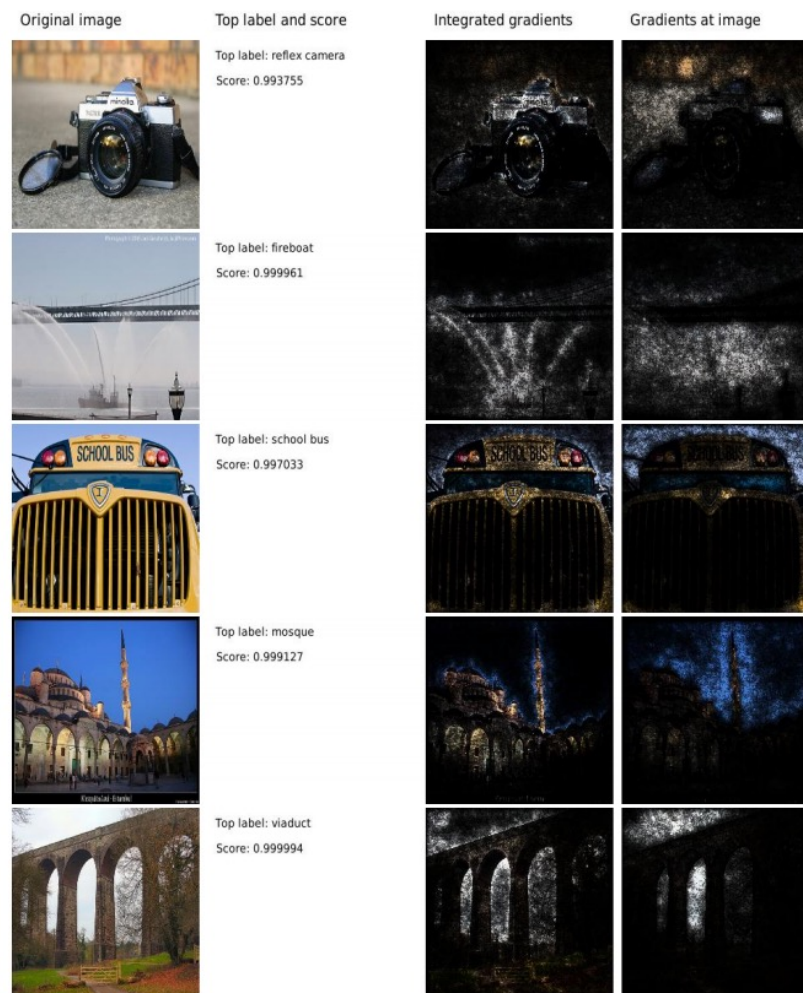 Original image
Top label and score
Integrated gradients
Gradients at image
Top label: reflex camera
Score: 0.993755
minolta
Top label: fireboat
Score: 0.999961
Top label: school bus
Score: 0.997033
SCHOOL BUS
SCHOOL BUS
Top label: mosque
Score: 0.999127
Top label: viaduct
Score: 0.999994